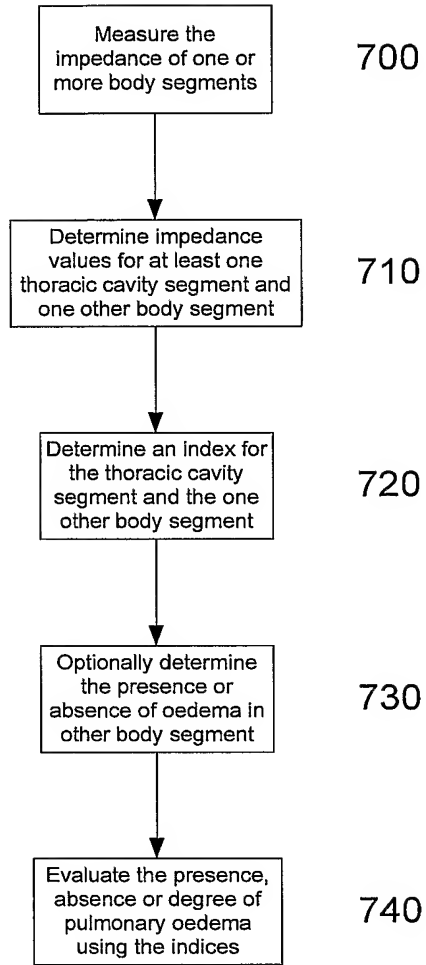 Measure the
impedance of one or
more body segments
700
Determine impedance
values for at least one
thoracic cavity segment and
one other body segment
710
Determine an index for
the thoracic cavity
segment and the one
other body segment
720
Optionally determine
the presence or
absence of oedema in
other body segment
730
Evaluate the presence,
absence or degree of
pulmonary oedema
using the indices
740